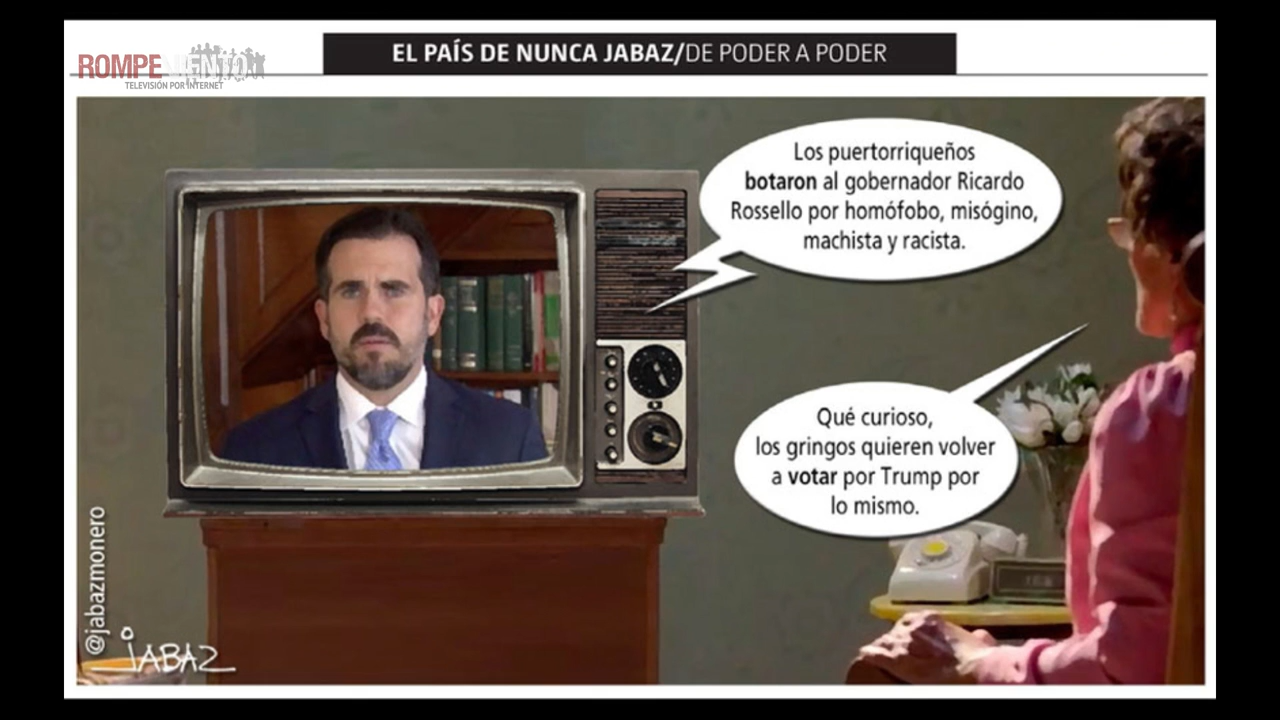 ROMPEVIENTO
TELEVISIÓN POR INTERNET
EL PAÍS DE NUNCA JABAZ/DE PODER A PODER
Los puertorriqueños
botaron al gobernador Ricardo
Rossello por homófobo, misógino,
machista y racista.
Qué curioso,
los gringos quieren volver
a votar por Trump por
lo mismo.
@jabazmonero
JABAZ